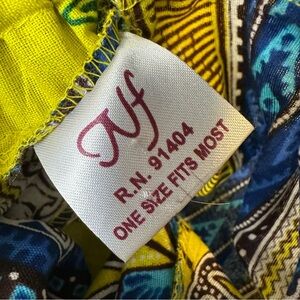 Nf
R.N. 91404
ONE SIZE FITS MOST